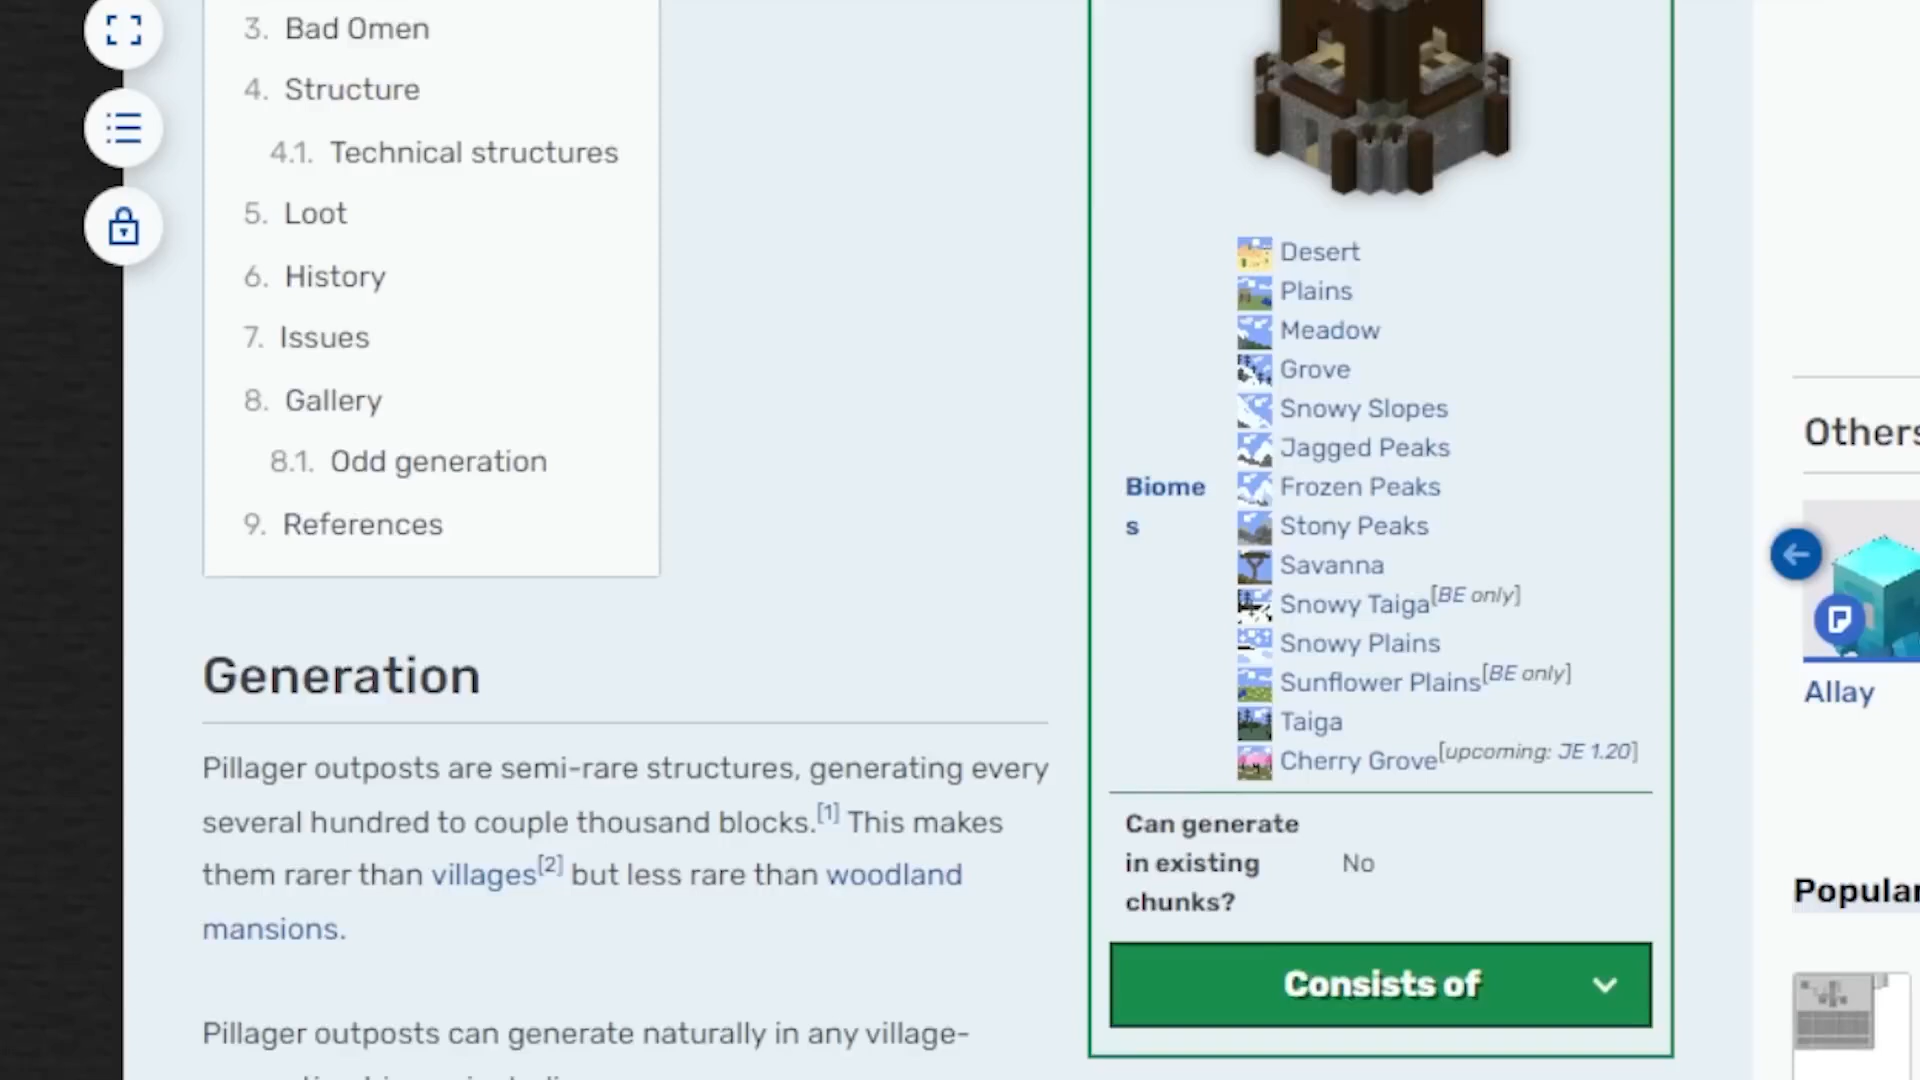 3. Bad Omen
4. Structure
4.1. Technical structures
5. Loot
6. History
7. Issues
8. Gallery
8.1. Odd generation
9. References
Generation
Pillager outposts are semi-rare structures, generating every
several hundred to couple thousand blocks.[1] This makes
them rarer than villages[2] but less rare than woodland
mansions.
Pillager outposts can generate naturally in any village-
Biome
s
Desert
Plains
Meadow
Grove
Snowy Slopes
Jagged Peaks
Frozen Peaks
Stony Peaks
Savanna
Snowy Taiga[BE only]
Snowy Plains
Sunflower Plains[BE only]
Taiga
Cherry Grove[upcoming: JE 1.20]
Can generate
in existing
chunks?
No
Consists of
Others
Allay
Popular